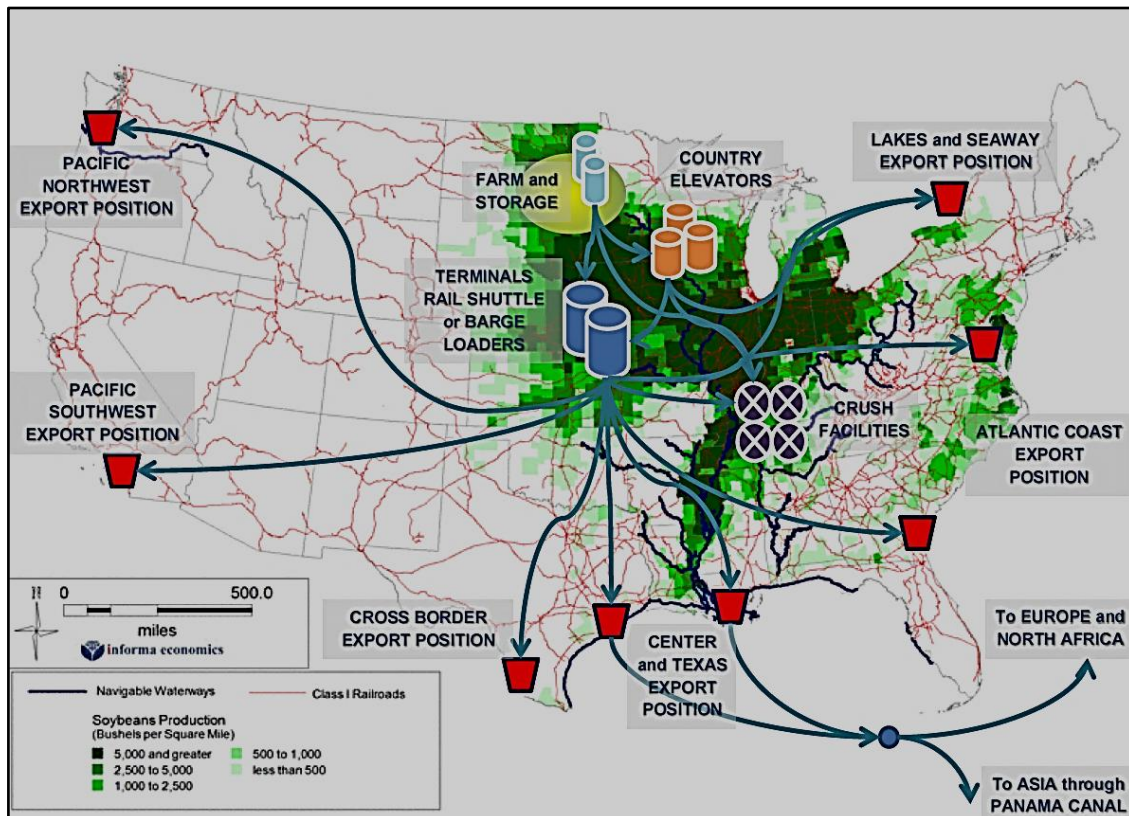 PACIFIC
NORTHWEST
EXPORT POSITION
FARM and
STORAGE
COUNTRY
ELEVATORS
LAKES and SEAWAY
EXPORT POSITION
TERMINALS
RAIL SHUTTLE
or BARGE
LOADERS
PACIFIC
SOUTHWEST
EXPORT POSITION
CRUSH
FACILITIES
ATLANTIC COAST
EXPORT
POSITION
CROSS BORDER
EXPORT POSITION
CENTER
and TEXAS
EXPORT
POSITION
To EUROPE and
NORTH AFRICA
To ASIA through
PANAMA CANAL
N
0 500.0
miles
informa economics
Navigable Waterways Class I Railroads
Soybeans Production
(Bushels per Square Mile)
5,000 and greater 500 to 1,000
2,500 to 5,000 less than 500
1,000 to 2,500